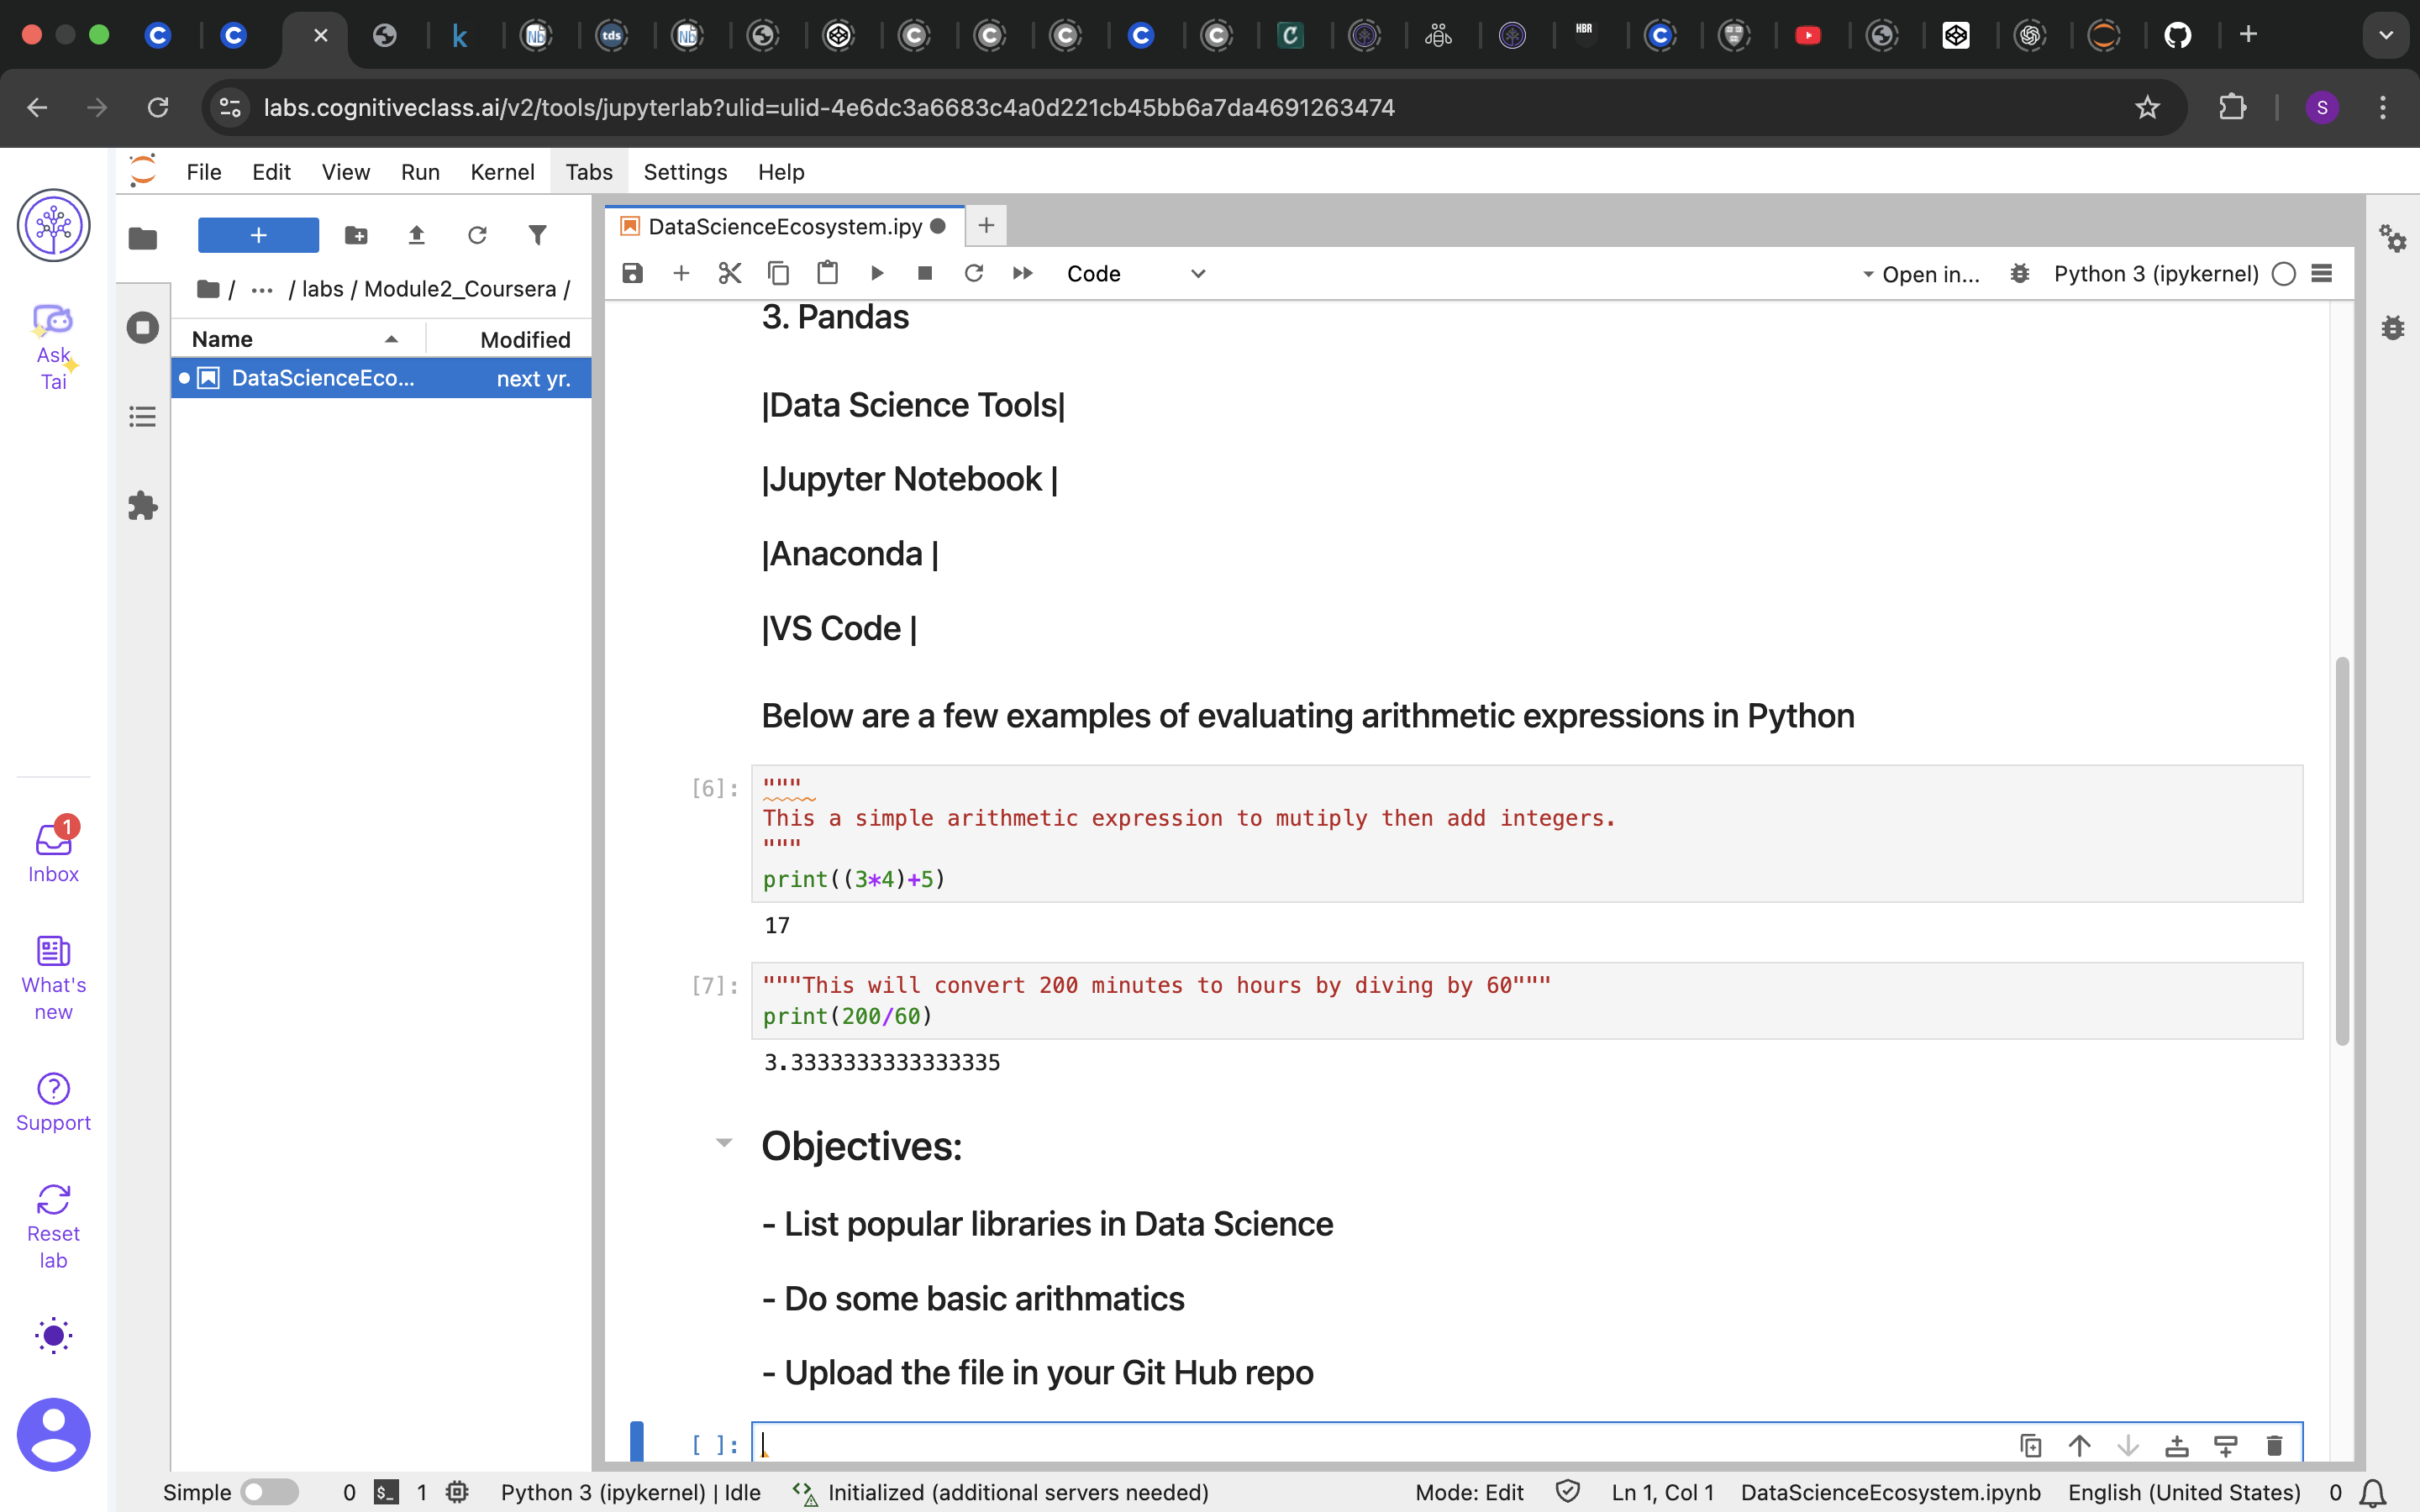 labs.cognitiveclass.ai/v2/tools/jupyterlab?ulid=ulid-4e6dc3a6683c4a0d221cb45bb6a7da4691263474
S
k
Nb
tds
Nb
HBR
File Edit View Run Kernel Tabs Settings Help
Ask
Tai
1
Inbox
What's
new
Support
Reset
lab
/ ... / labs / Module2_Coursera /
Name Modified
DataScienceEco... next yr.
DataScienceEcosystem.ipy
Code Open in... Python 3 (ipykernel)
3. Pandas
|Data Science Tools|
|Jupyter Notebook |
|Anaconda |
|VS Code |
Below are a few examples of evaluating arithmetic expressions in Python
[6]: """
This a simple arithmetic expression to mutiply then add integers.
"""
print((3*4)+5)
17
[7]: """This will convert 200 minutes to hours by diving by 60"""
print(200/60)
3.3333333333333335
Objectives:
- List popular libraries in Data Science
- Do some basic arithmatics
- Upload the file in your Git Hub repo
[ ]:
Simple 0 $_ 1 Python 3 (ipykernel) | Idle Initialized (additional servers needed) Mode: Edit Ln 1, Col 1 DataScienceEcosystem.ipynb English (United States) 0